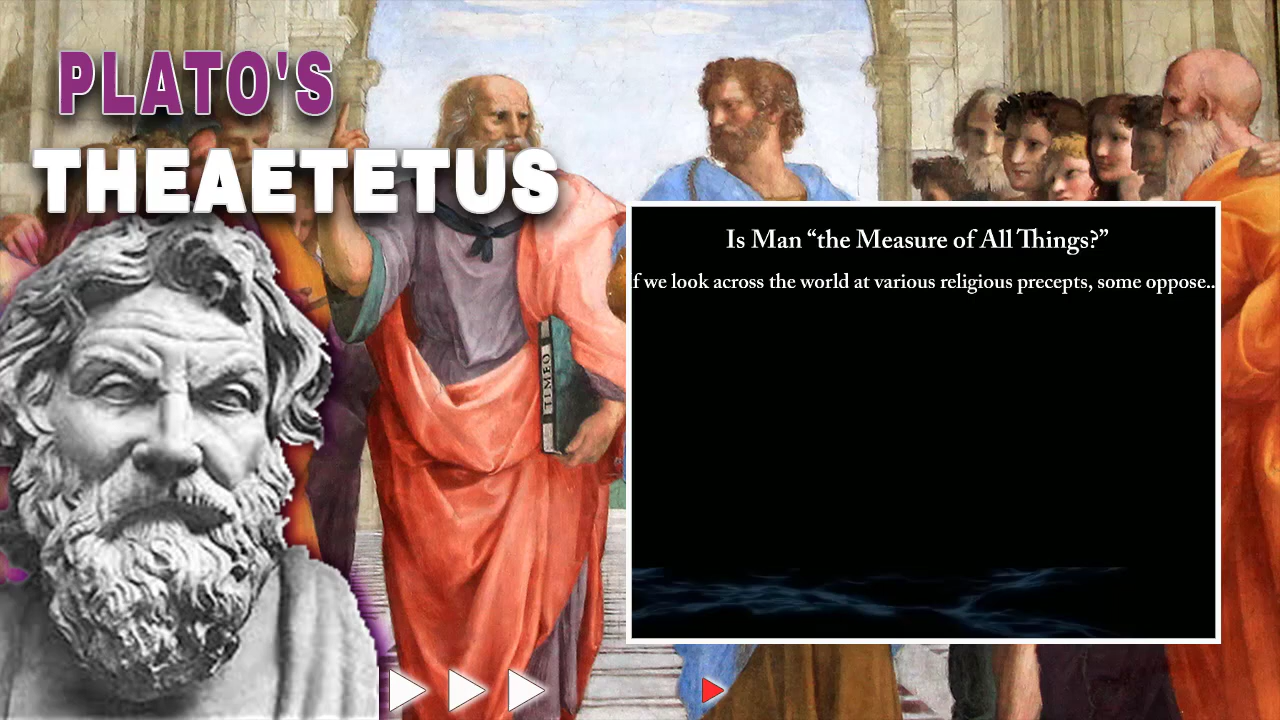 PLATO'S
THEAETETUS
Is Man “the Measure of All Things?”
f we look across the world at various religious precepts, some oppose..
TIMEO